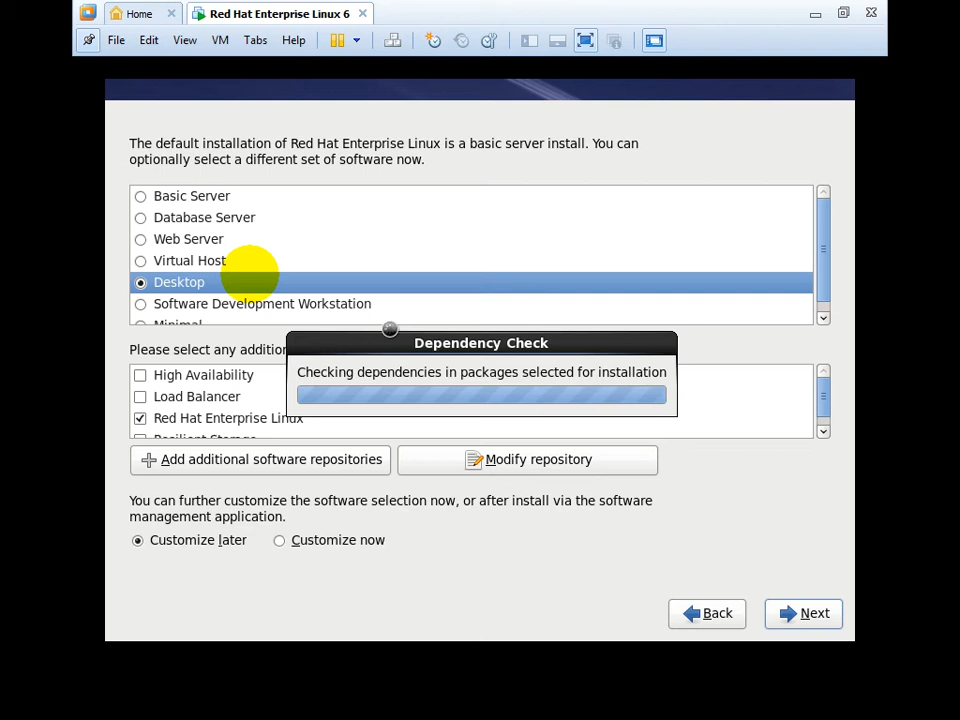 Home
Red Hat Enterprise Linux 6
File Edit View VM Tabs Help
The default installation of Red Hat Enterprise Linux is a basic server install. You can
optionally select a different set of software now.
Basic Server
Database Server
Web Server
Virtual Host
Desktop
Software Development Workstation
Minimal
Please select any addition
Dependency Check
Checking dependencies in packages selected for installation
High Availability
Load Balancer
Red Hat Enterprise Linux
Resilient Storage
Add additional software repositories
Modify repository
You can further customize the software selection now, or after install via the software
management application.
Customize later
Customize now
Back
Next